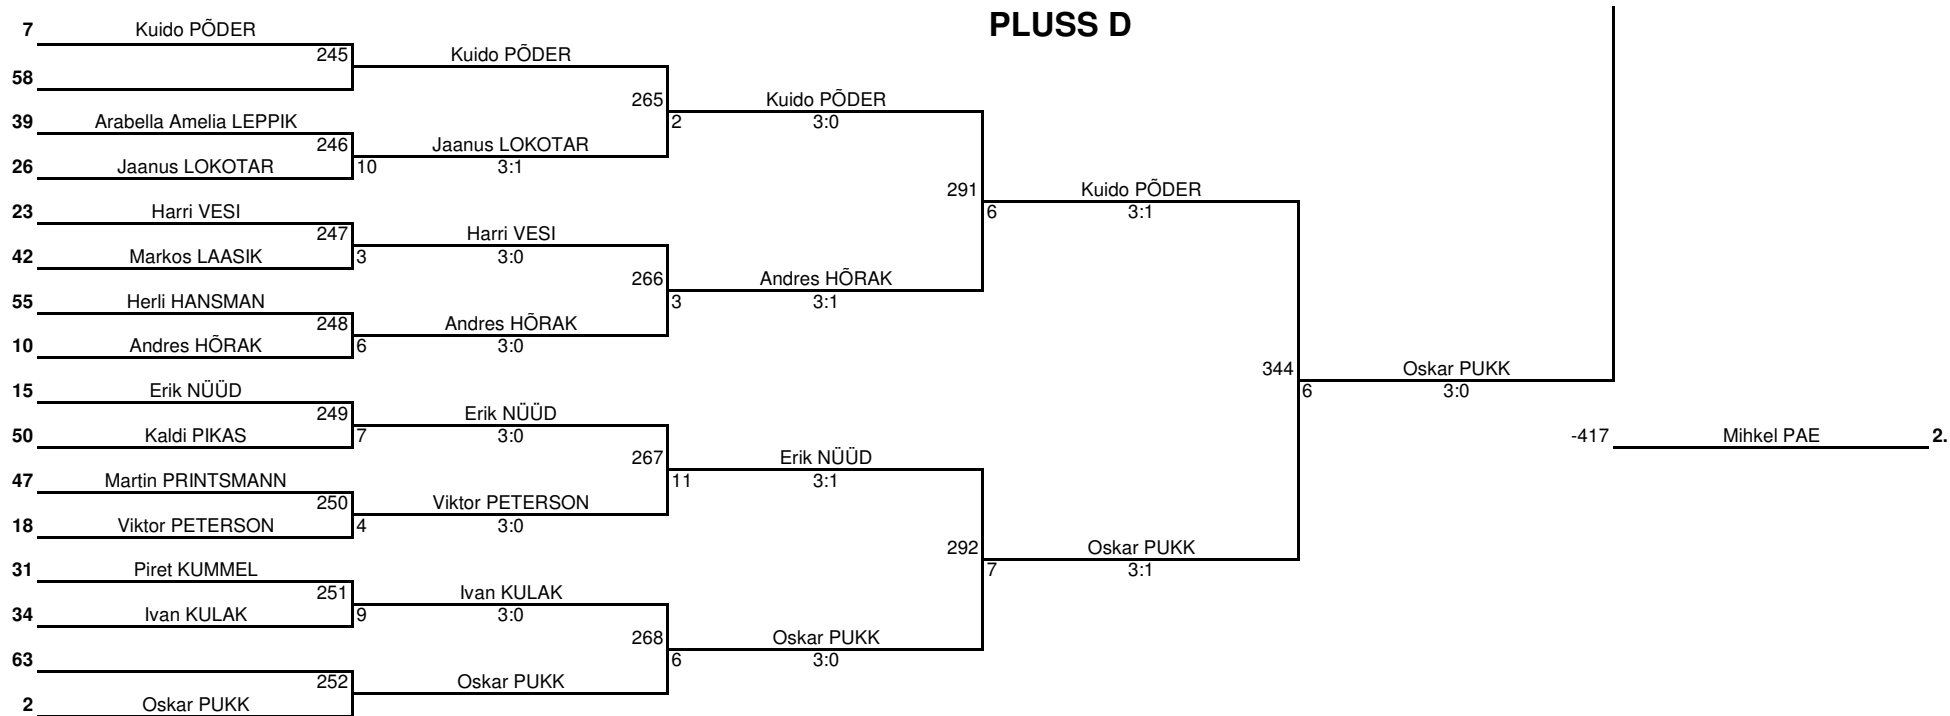 PLUSS D
7 Kuido PÕDER
245 Kuido PÕDER
58
265 Kuido PÕDER
39 Arabella Amelia LEPPIK
2 3:0
246 Jaanus LOKOTAR
26 Jaanus LOKOTAR 10 3:1
291 Kuido PÕDER
23 Harri VESI
6 3:1
247 Harri VESI
42 Markos LAASIK 3 3:0
266 Andres HÕRAK
55 Herli HANSMAN
3 3:1
248 Andres HÕRAK
10 Andres HÕRAK 6 3:0
344 Oskar PUKK
15 Erik NÜÜD
6 3:0
249 Erik NÜÜD
50 Kaldi PIKAS 7 3:0
-417 Mihkel PAE 2.
267 Erik NÜÜD
47 Martin PRINTSMANN
11 3:1
250 Viktor PETERSON
18 Viktor PETERSON 4 3:0
292 Oskar PUKK
31 Piret KUMMEL
7 3:1
251 Ivan KULAK
34 Ivan KULAK 9 3:0
268 Oskar PUKK
63
6 3:0
252 Oskar PUKK
2 Oskar PUKK